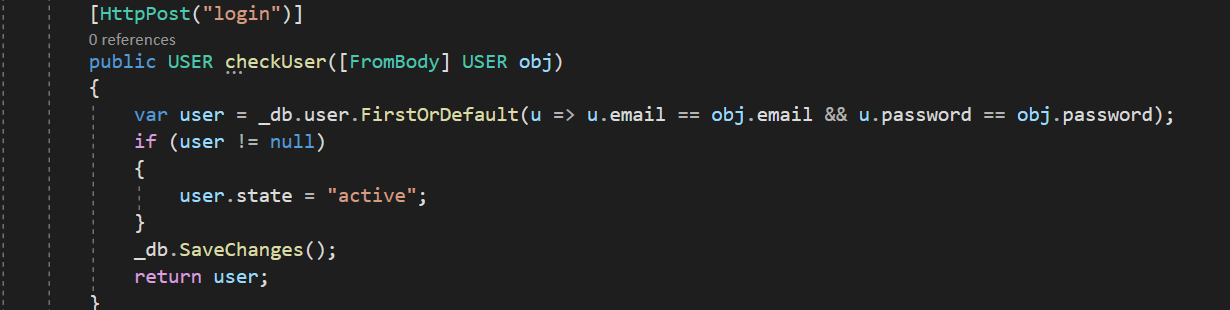 [HttpPost("login")]
0 references
public USER checkUser([FromBody] USER obj)
{
var user = _db.user.FirstOrDefault(u => u.email == obj.email && u.password == obj.password);
if (user != null)
{
user.state = "active";
}
_db.SaveChanges();
return user;
}